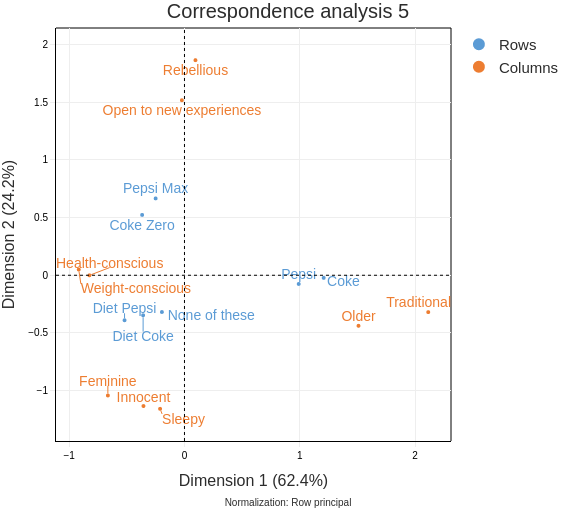 Correspondence analysis 5
Rows
Columns
2
1.5
1
0.5
0
−0.5
−1
Dimension 2 (24.2%)
Rebellious
Open to new experiences
Pepsi Max
Coke Zero
Health-conscious
Weight-conscious
Pepsi
Coke
Diet Pepsi
None of these
Traditional
Older
Diet Coke
Feminine
Innocent
Sleepy
−1
0
1
2
Dimension 1 (62.4%)
Normalization: Row principal